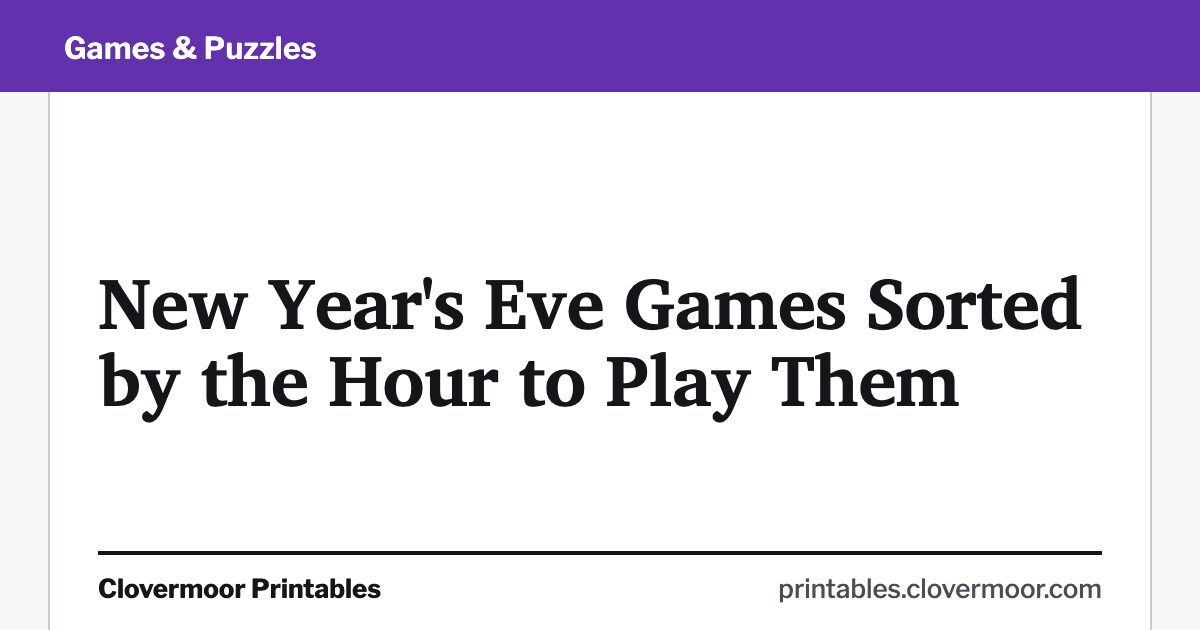 Games & Puzzles
New Year's Eve Games Sorted
by the Hour to Play Them
Clovermoor Printables
printables.clovermoor.com